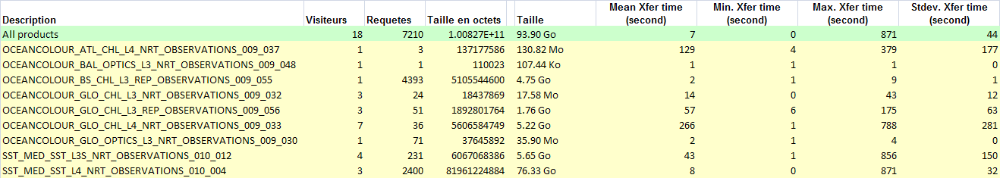 Description Visiteurs Requetes Taille en octets Taille Mean Xfer time (second) Min. Xfer time (second) Max. Xfer time (second) Stdev. Xfer time (second)
All products 18 7210 1.00827E+11 93.90 Go 7 0 871 44
OCEANCOLOUR_ATL_CHL_L4_NRT_OBSERVATIONS_009_037 1 3 137177586 130.82 Mo 129 4 379 177
OCEANCOLOUR_BAL_OPTICS_L3_NRT_OBSERVATIONS_009_048 1 1 110023 107.44 Ko 1 1 1 0
OCEANCOLOUR_BS_CHL_L3_REP_OBSERVATIONS_009_055 1 4393 5105544600 4.75 Go 2 1 9 1
OCEANCOLOUR_GLO_CHL_L3_NRT_OBSERVATIONS_009_032 3 24 18437869 17.58 Mo 14 0 43 12
OCEANCOLOUR_GLO_CHL_L3_REP_OBSERVATIONS_009_056 3 51 1892801764 1.76 Go 57 6 175 63
OCEANCOLOUR_GLO_CHL_L4_NRT_OBSERVATIONS_009_033 7 36 5606584749 5.22 Go 266 1 788 281
OCEANCOLOUR_GLO_OPTICS_L3_NRT_OBSERVATIONS_009_030 1 71 37645892 35.90 Mo 2 1 4 0
SST_MED_SST_L3S_NRT_OBSERVATIONS_010_012 4 231 6067068386 5.65 Go 43 1 856 150
SST_MED_SST_L4_NRT_OBSERVATIONS_010_004 3 2400 81961224884 76.33 Go 8 0 871 32